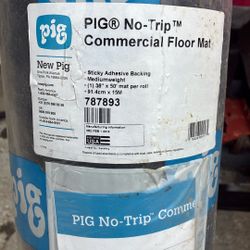 pig
PIG® No-Trip™
Commercial Floor Mat
New Pig
• Sticky Adhesive Backing
• Mediumweight
• (1) 36" x 50' mat per roll
• 91.4cm x 15M
787893
pig
PIG No-Trip™ Comme